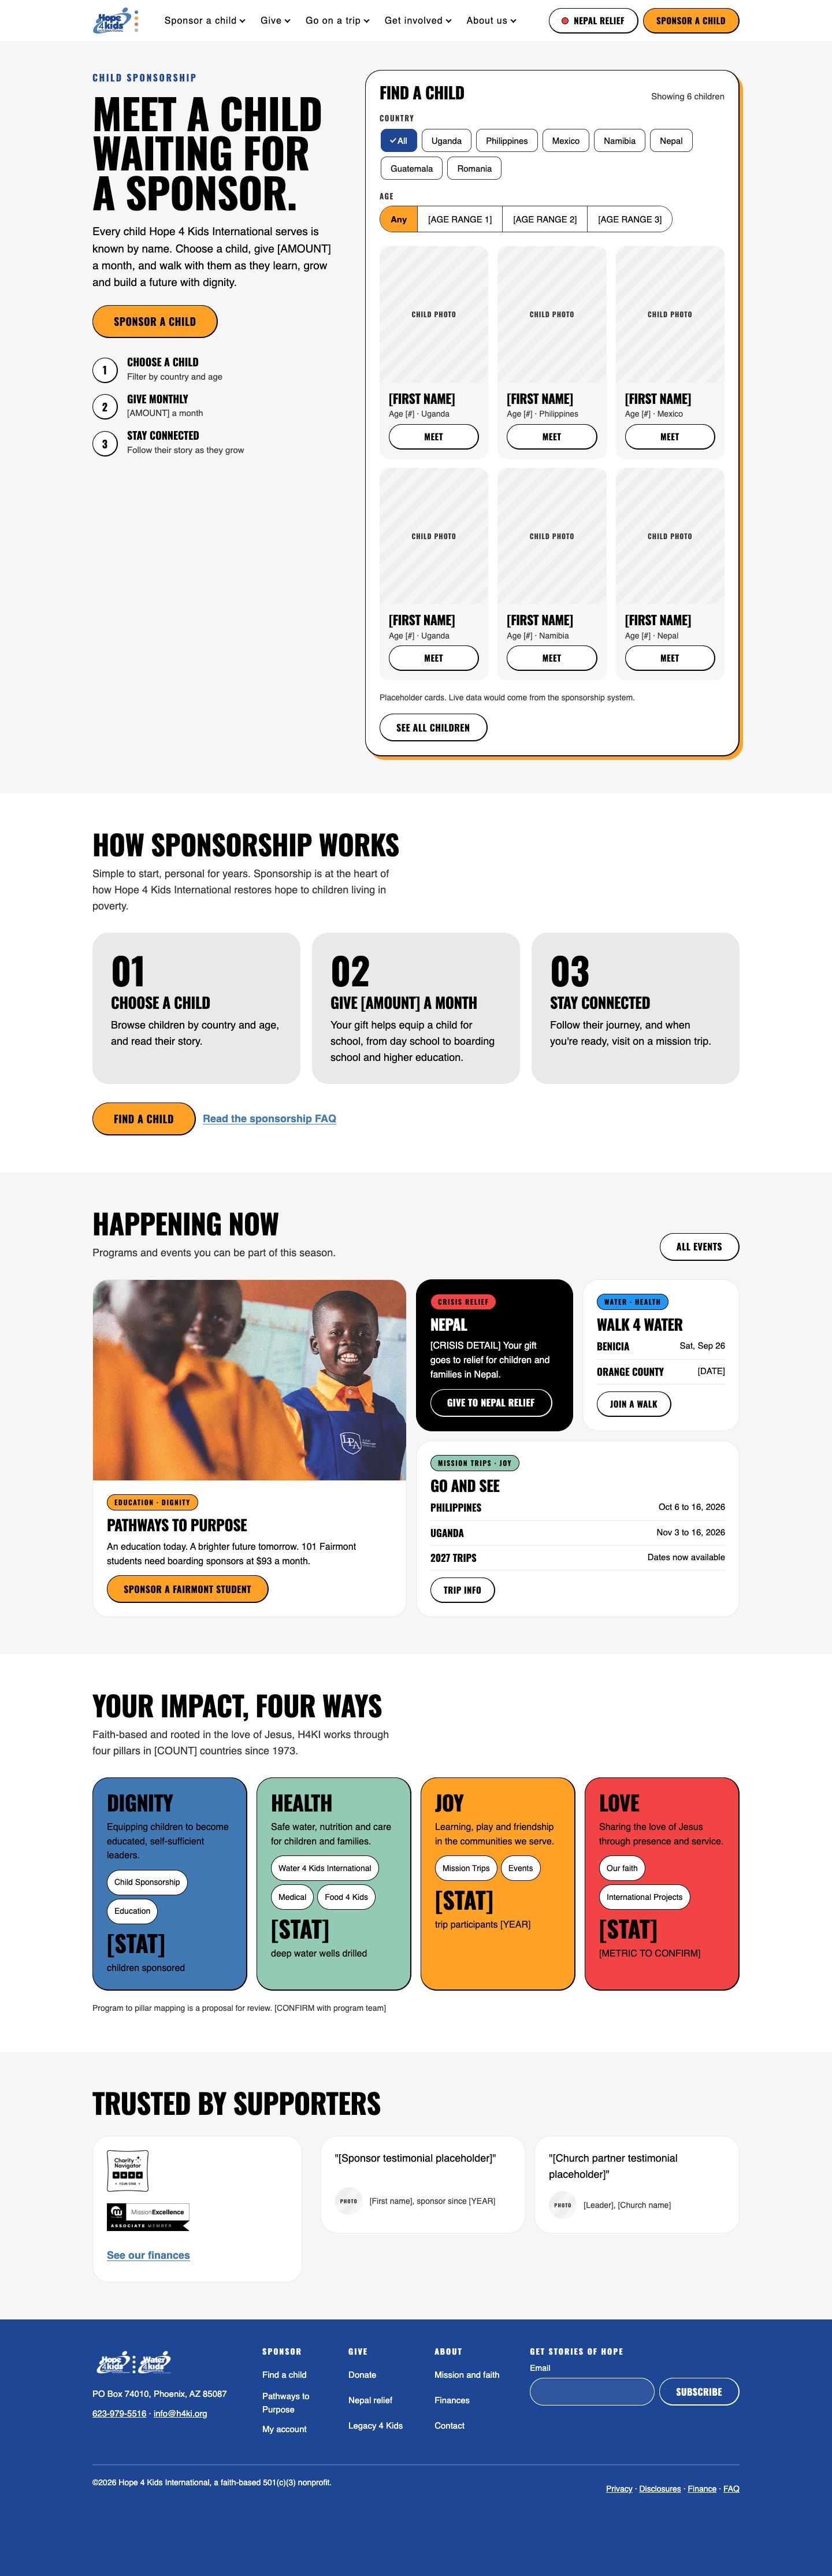 Hope 4 kids
Sponsor a child
Give
Go on a trip
Get involved
About us
NEPAL RELIEF
SPONSOR A CHILD
CHILD SPONSORSHIP
MEET A CHILD
WAITING FOR
A SPONSOR.
Every child Hope 4 Kids International serves is
known by name. Choose a child, give [AMOUNT]
a month, and walk with them as they learn, grow
and build a future with dignity.
SPONSOR A CHILD
1
CHOOSE A CHILD
Filter by country and age
2
GIVE MONTHLY
[AMOUNT] a month
3
STAY CONNECTED
Follow their story as they grow
FIND A CHILD
Showing 6 children
COUNTRY
All
Uganda
Philippines
Mexico
Namibia
Nepal
Guatemala
Romania
AGE
Any
[AGE RANGE 1]
[AGE RANGE 2]
[AGE RANGE 3]
CHILD PHOTO
[FIRST NAME]
Age [#] · Uganda
MEET
CHILD PHOTO
[FIRST NAME]
Age [#] · Philippines
MEET
CHILD PHOTO
[FIRST NAME]
Age [#] · Mexico
MEET
CHILD PHOTO
[FIRST NAME]
Age [#] · Uganda
MEET
CHILD PHOTO
[FIRST NAME]
Age [#] · Namibia
MEET
CHILD PHOTO
[FIRST NAME]
Age [#] · Nepal
MEET
Placeholder cards. Live data would come from the sponsorship system.
SEE ALL CHILDREN
HOW SPONSORSHIP WORKS
Simple to start, personal for years. Sponsorship is at the heart of
how Hope 4 Kids International restores hope to children living in
poverty.
01
CHOOSE A CHILD
Browse children by country and age,
and read their story.
02
GIVE [AMOUNT] A MONTH
Your gift helps equip a child for
school, from day school to boarding
school and higher education.
03
STAY CONNECTED
Follow their journey, and when
you're ready, visit on a mission trip.
FIND A CHILD
Read the sponsorship FAQ
HAPPENING NOW
Programs and events you can be part of this season.
ALL EVENTS
LPA
EDUCATION · DIGNITY
PATHWAYS TO PURPOSE
An education today. A brighter future tomorrow. 101 Fairmont
students need boarding sponsors at $93 a month.
SPONSOR A FAIRMONT STUDENT
CRISIS RELIEF
NEPAL
[CRISIS DETAIL] Your gift
goes to relief for children and
families in Nepal.
GIVE TO NEPAL RELIEF
WATER · HEALTH
WALK 4 WATER
BENICIA Sat, Sep 26
ORANGE COUNTY [DATE]
JOIN A WALK
MISSION TRIPS · JOY
GO AND SEE
PHILIPPINES Oct 6 to 16, 2026
UGANDA Nov 3 to 16, 2026
2027 TRIPS Dates now available
TRIP INFO
YOUR IMPACT, FOUR WAYS
Faith-based and rooted in the love of Jesus, H4KI works through
four pillars in [COUNT] countries since 1973.
DIGNITY
Equipping children to become
educated, self-sufficient
leaders.
Child Sponsorship
Education
[STAT]
children sponsored
HEALTH
Safe water, nutrition and care
for children and families.
Water 4 Kids International
Medical
Food 4 Kids
[STAT]
deep water wells drilled
JOY
Learning, play and friendship
in the communities we serve.
Mission Trips
Events
[STAT]
trip participants [YEAR]
LOVE
Sharing the love of Jesus
through presence and service.
Our faith
International Projects
[STAT]
[METRIC TO CONFIRM]
Program to pillar mapping is a proposal for review. [CONFIRM with program team]
TRUSTED BY SUPPORTERS
Charity
Navigator
FOUR-STAR
MissionExcellence
ASSOCIATE MEMBER
See our finances
"[Sponsor testimonial placeholder]"
PHOTO
[First name], sponsor since [YEAR]
"[Church partner testimonial
placeholder]"
PHOTO
[Leader], [Church name]
Hope 4 kids
Water 4 kids
PO Box 74010, Phoenix, AZ 85087
623-979-5516 · info@h4ki.org
SPONSOR
Find a child
Pathways to
Purpose
My account
GIVE
Donate
Nepal relief
Legacy 4 Kids
ABOUT
Mission and faith
Finances
Contact
GET STORIES OF HOPE
Email
SUBSCRIBE
©2026 Hope 4 Kids International, a faith-based 501(c)(3) nonprofit.
Privacy · Disclosures · Finance · FAQ